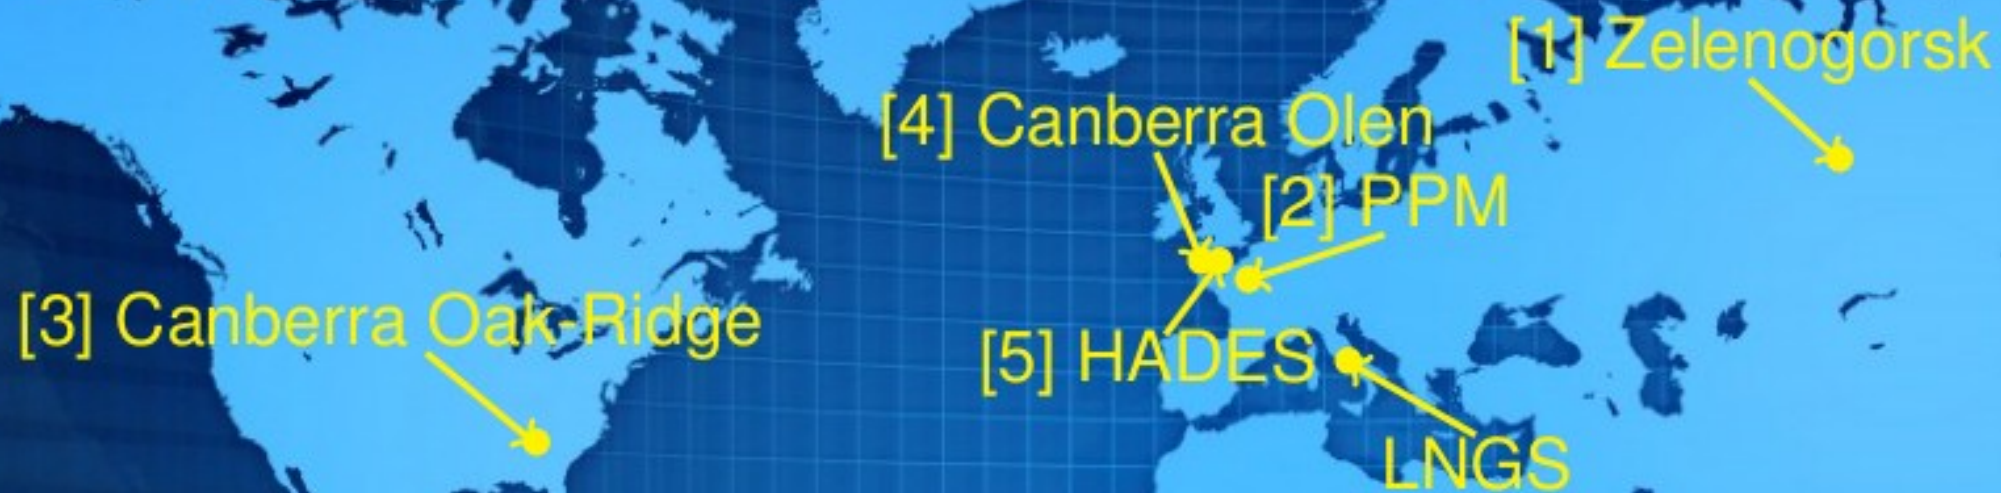 [1] Zelenogorsk
[4] Canberra Olen
[2] PPM
[3] Canberra Oak-Ridge
[5] HADES
LNGS